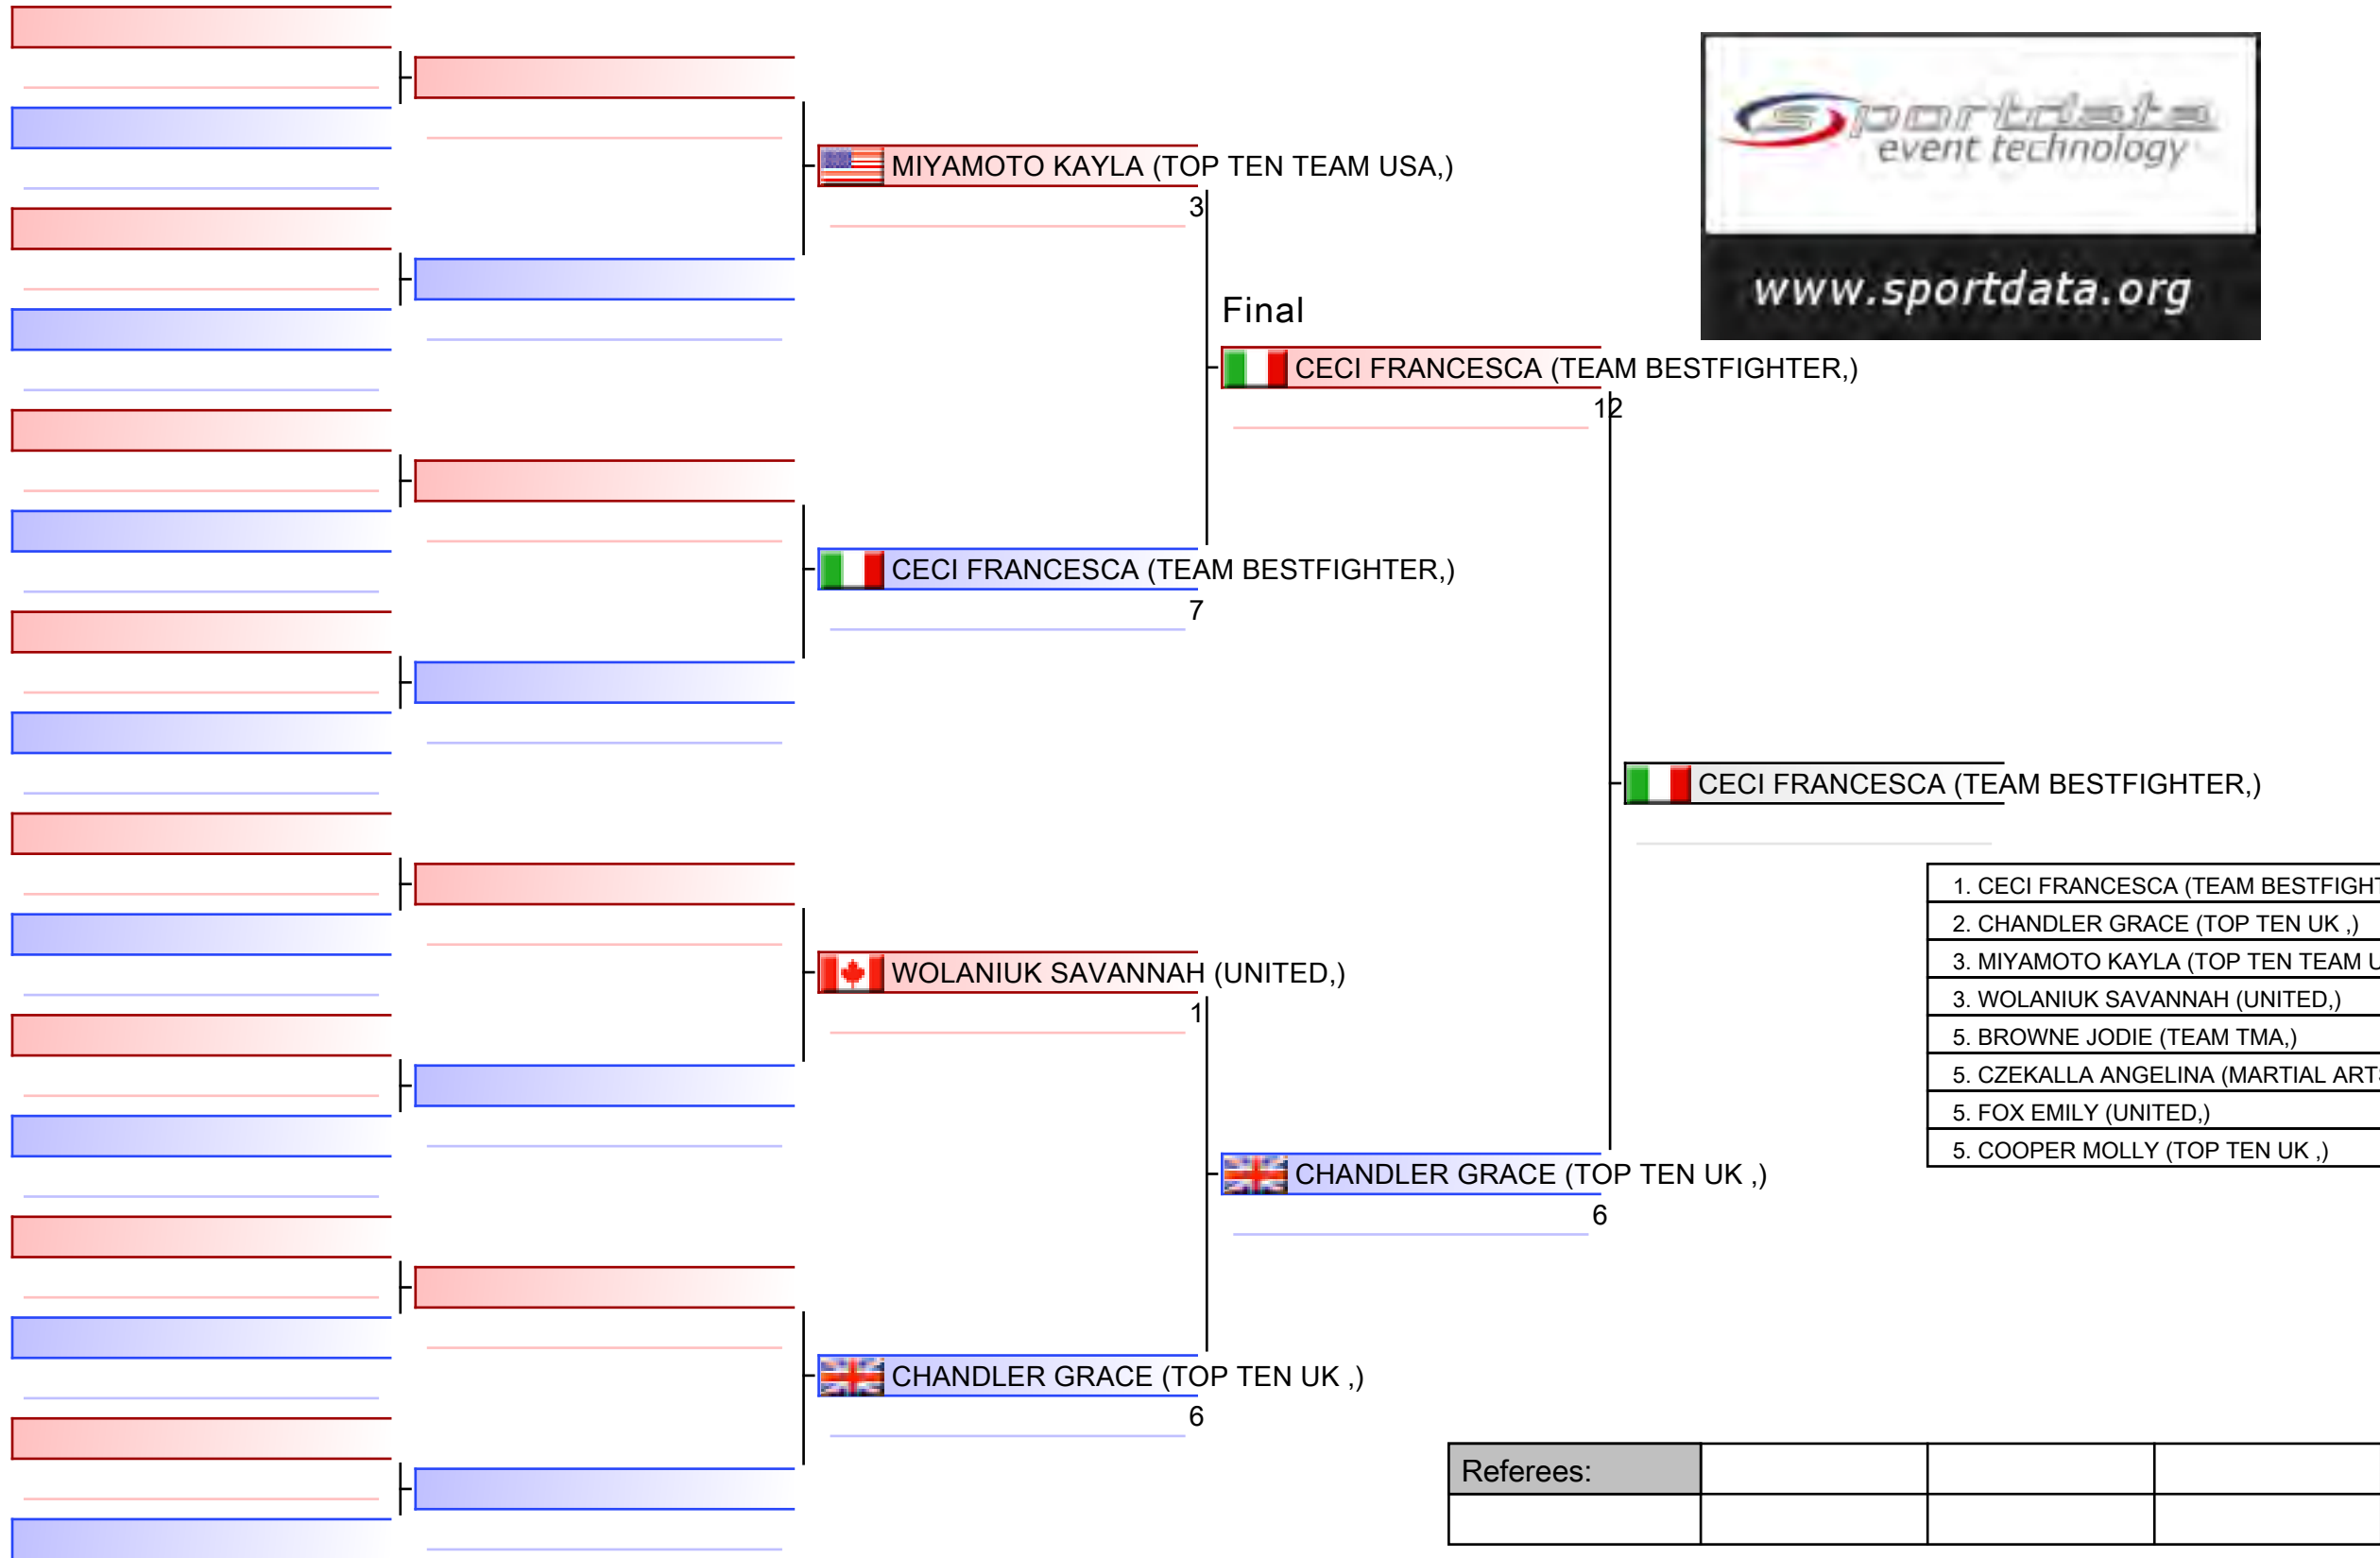 sportdata
event technology
www.sportdata.org
MIYAMOTO KAYLA (TOP TEN TEAM USA,)
3
Final
CECI FRANCESCA (TEAM BESTFIGHTER,)
12
CECI FRANCESCA (TEAM BESTFIGHTER,)
7
CECI FRANCESCA (TEAM BESTFIGHTER,)
1. CECI FRANCESCA (TEAM BESTFIGHT
2. CHANDLER GRACE (TOP TEN UK ,)
3. MIYAMOTO KAYLA (TOP TEN TEAM U
3. WOLANIUK SAVANNAH (UNITED,)
5. BROWNE JODIE (TEAM TMA,)
5. CZEKALLA ANGELINA (MARTIAL ART
5. FOX EMILY (UNITED,)
5. COOPER MOLLY (TOP TEN UK ,)
WOLANIUK SAVANNAH (UNITED,)
1
CHANDLER GRACE (TOP TEN UK ,)
6
CHANDLER GRACE (TOP TEN UK ,)
6
Referees: